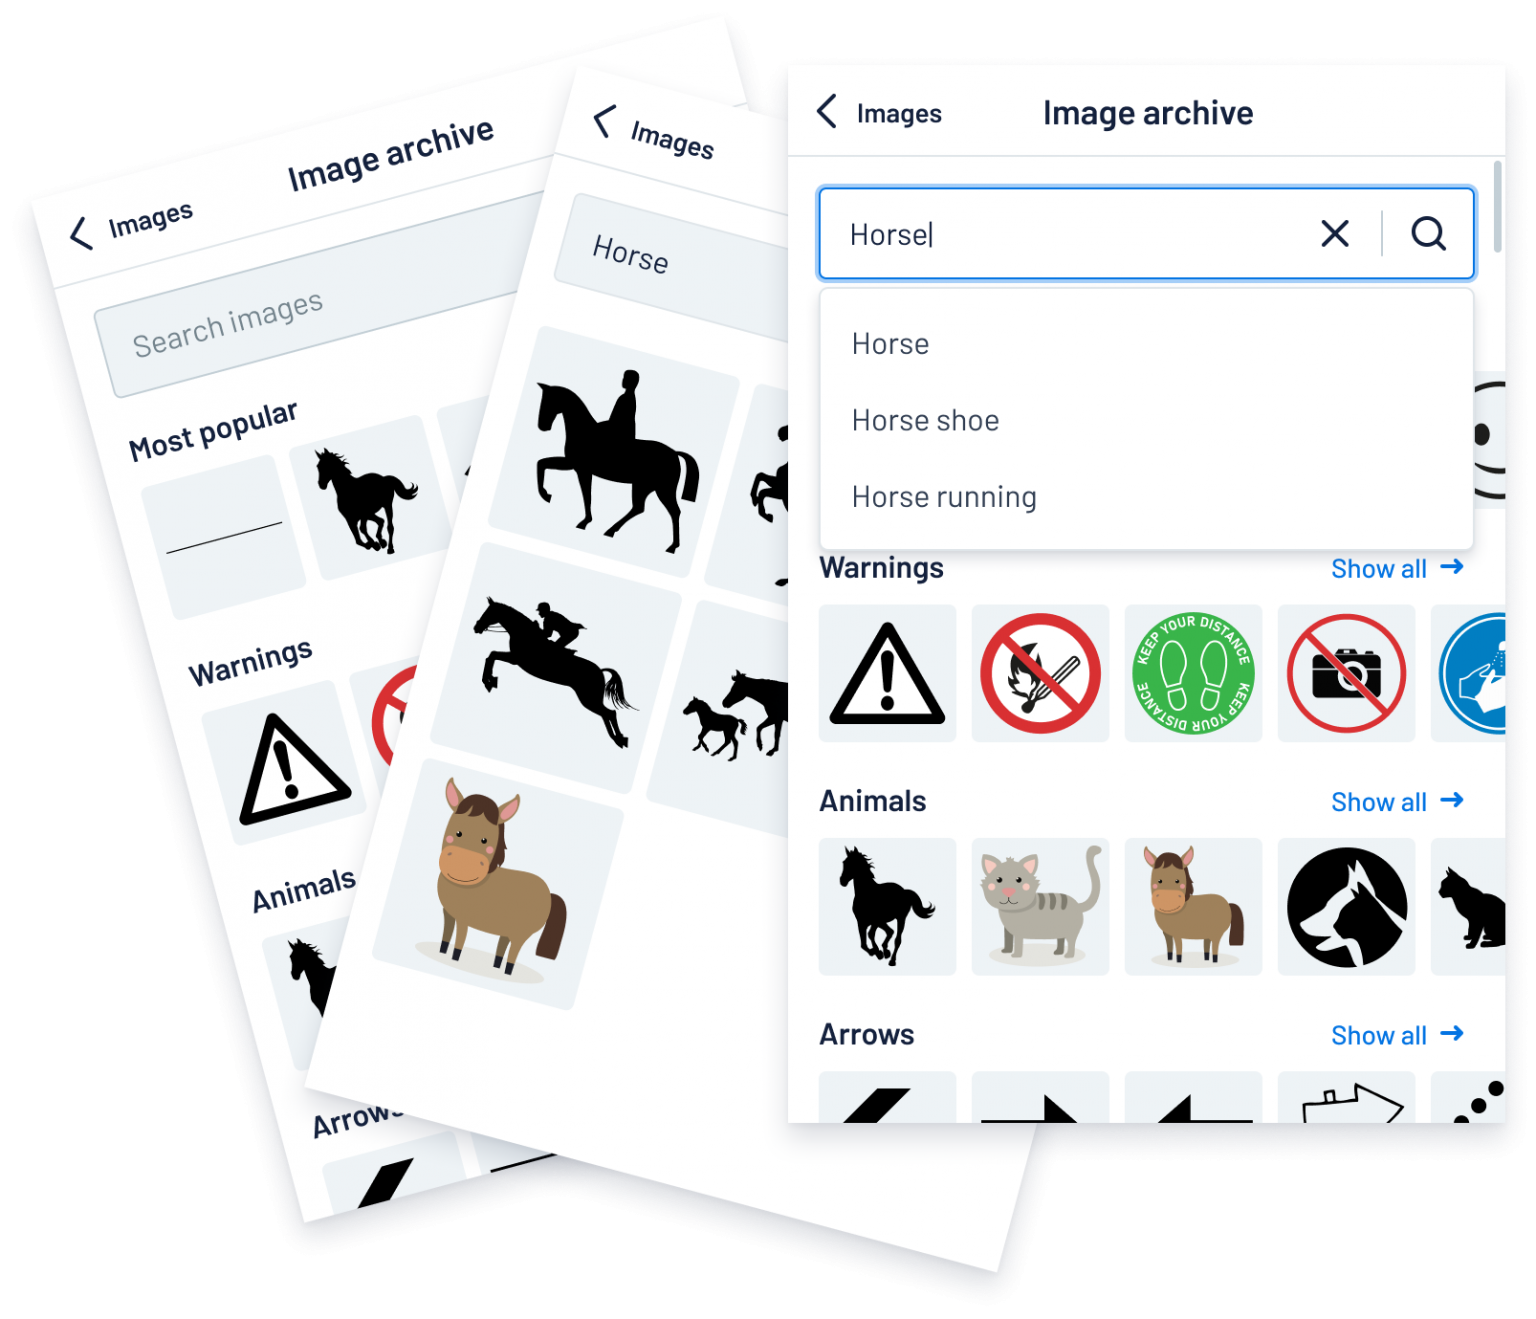 Images
Image archive
Search images
Most popular
Warnings
Animals
Arrows
Images
Horse
Images
Image archive
Horse
Horse
Horse shoe
Horse running
Warnings
Show all
KEEP YOUR DISTANCE
KEEP YOUR DISTANCE
Animals
Show all
Arrows
Show all